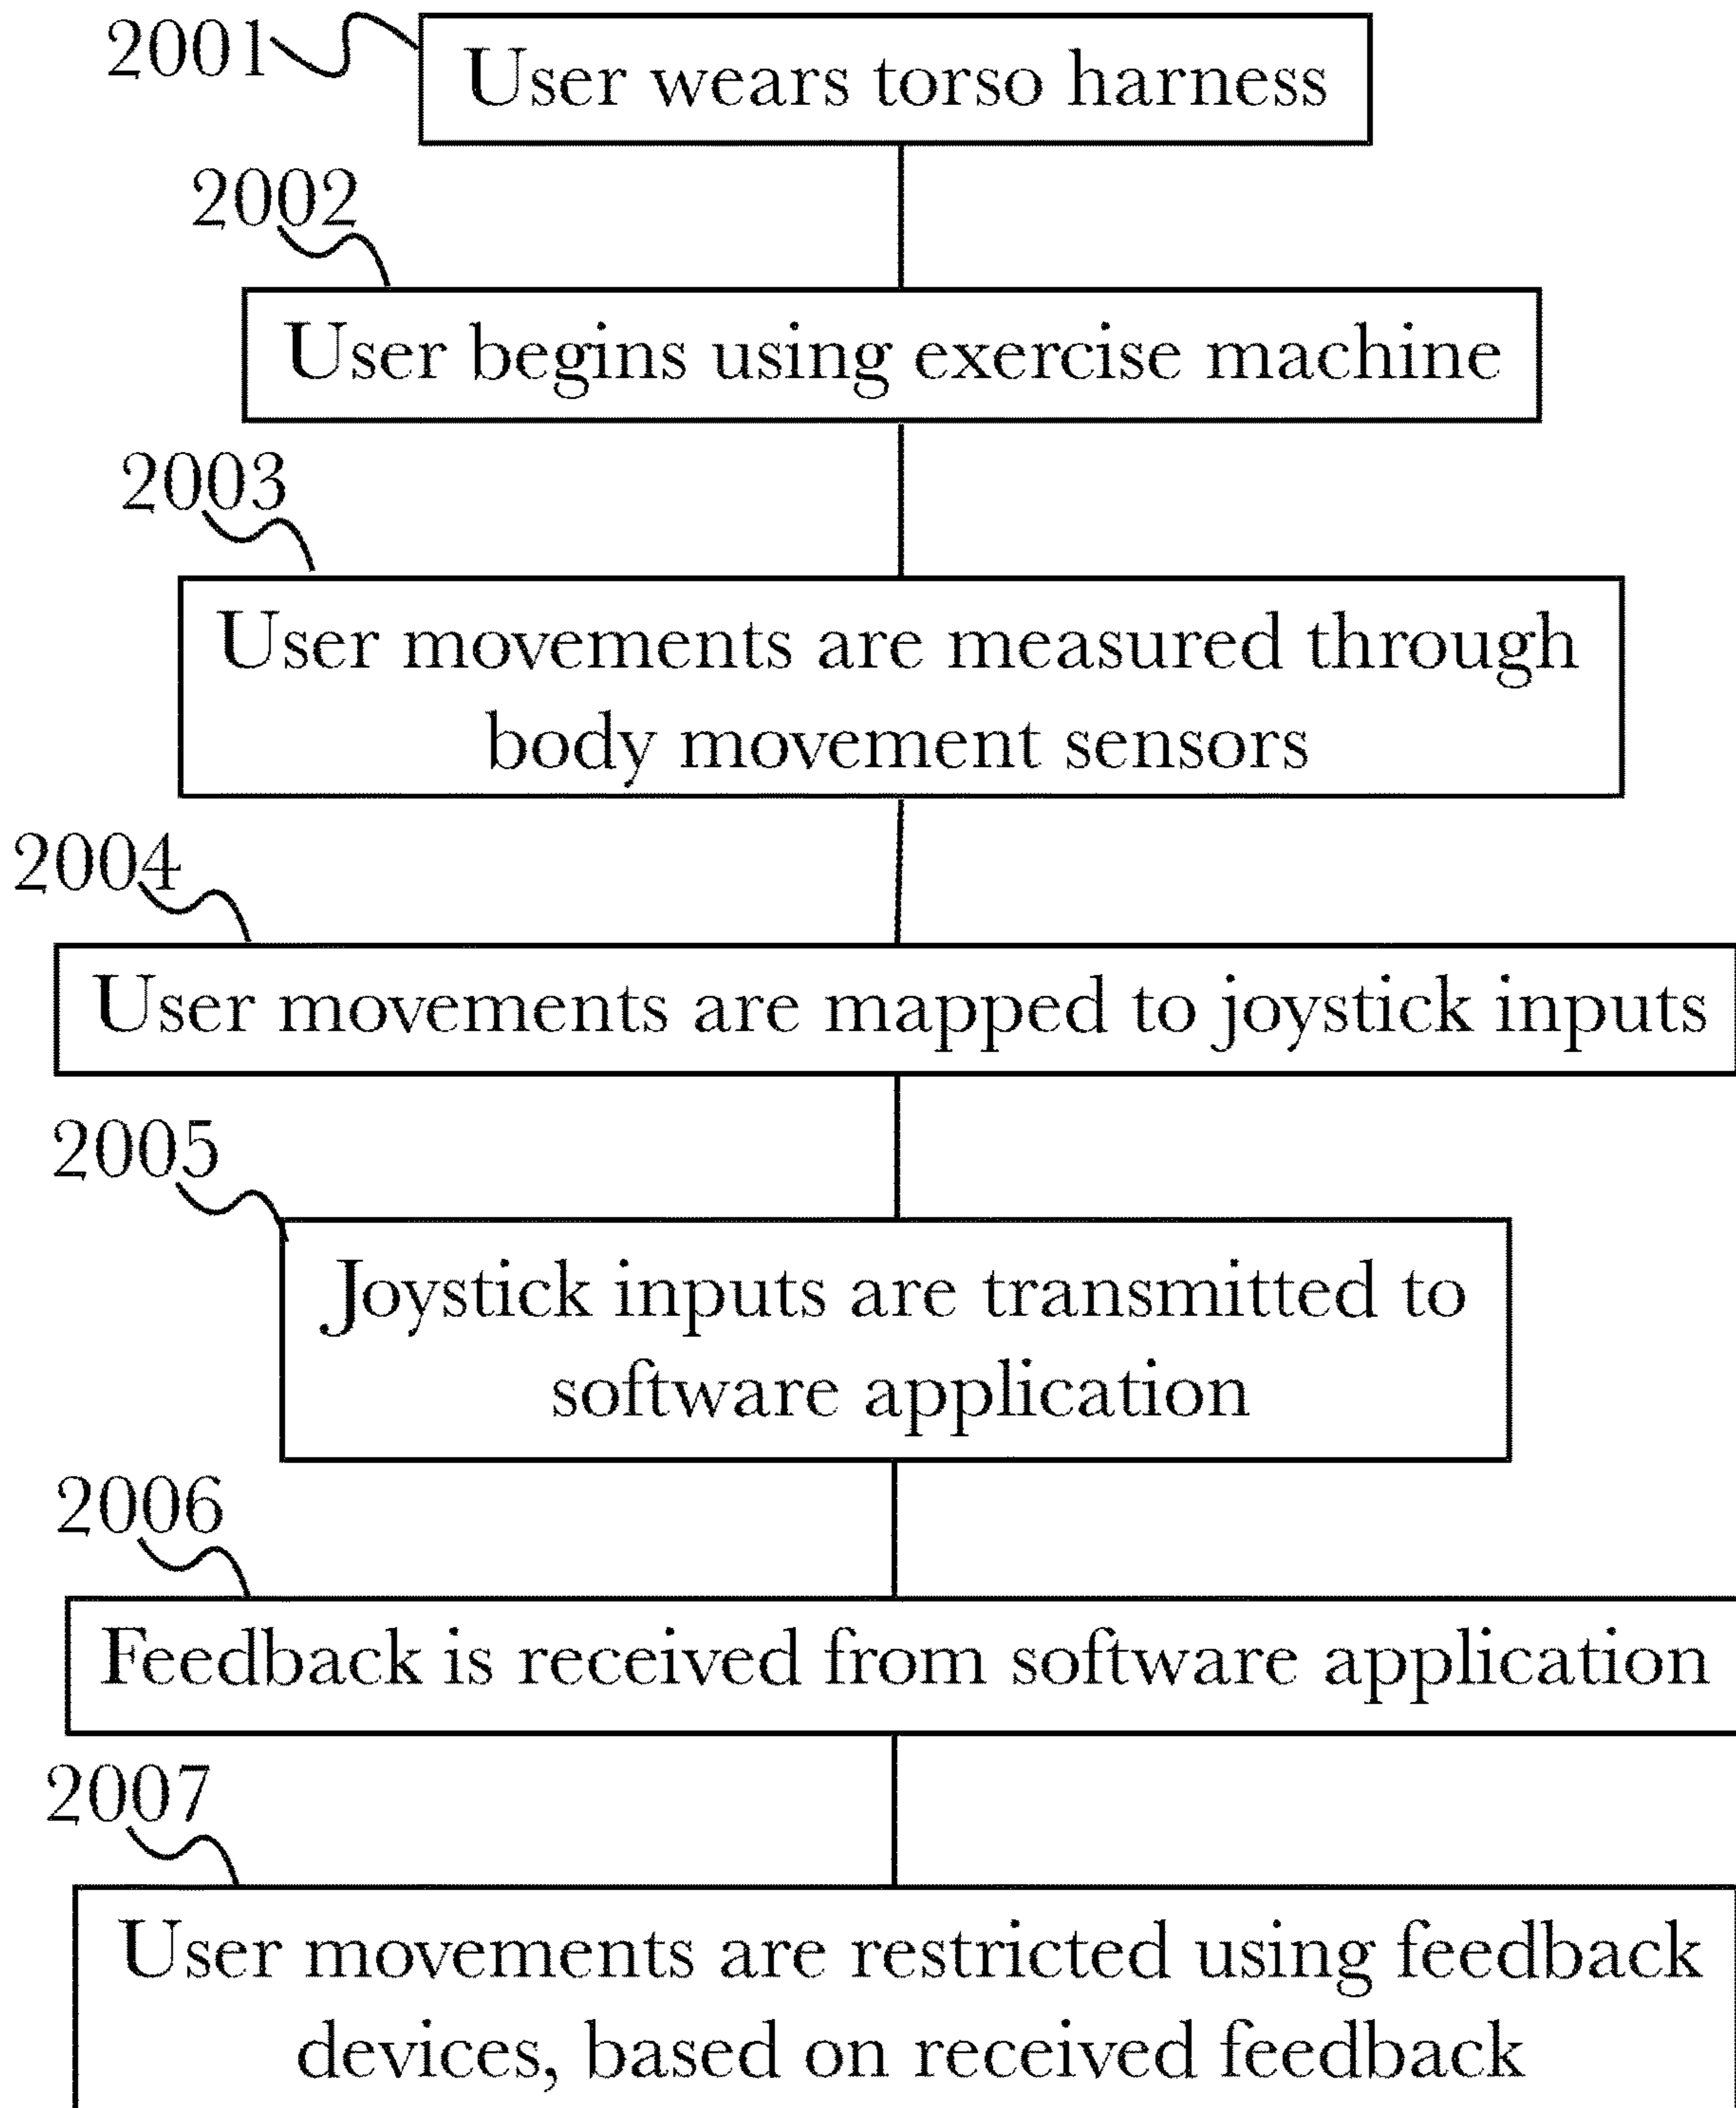 2001
User wears torso harness
2002
User begins using exercise machine
2003
User movements are measured through
body movement sensors
2004
User movements are mapped to joystick inputs
2005
Joystick inputs are transmitted to
software application
2006
Feedback is received from software application
2007
User movements are restricted using feedback
devices, based on received feedback